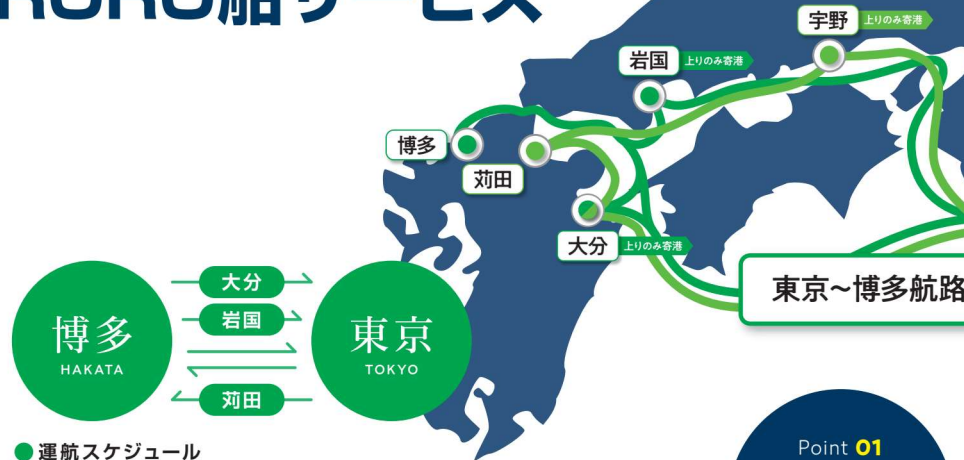 RORO船サービス
宇野 上りのみ寄港
岩国 上りのみ寄港
博多
苅田
大分 上りのみ寄港
東京~博多航路
大分
岩国
博多
HAKATA
東京
TOKYO
苅田
●運航スケジュール
Point 01